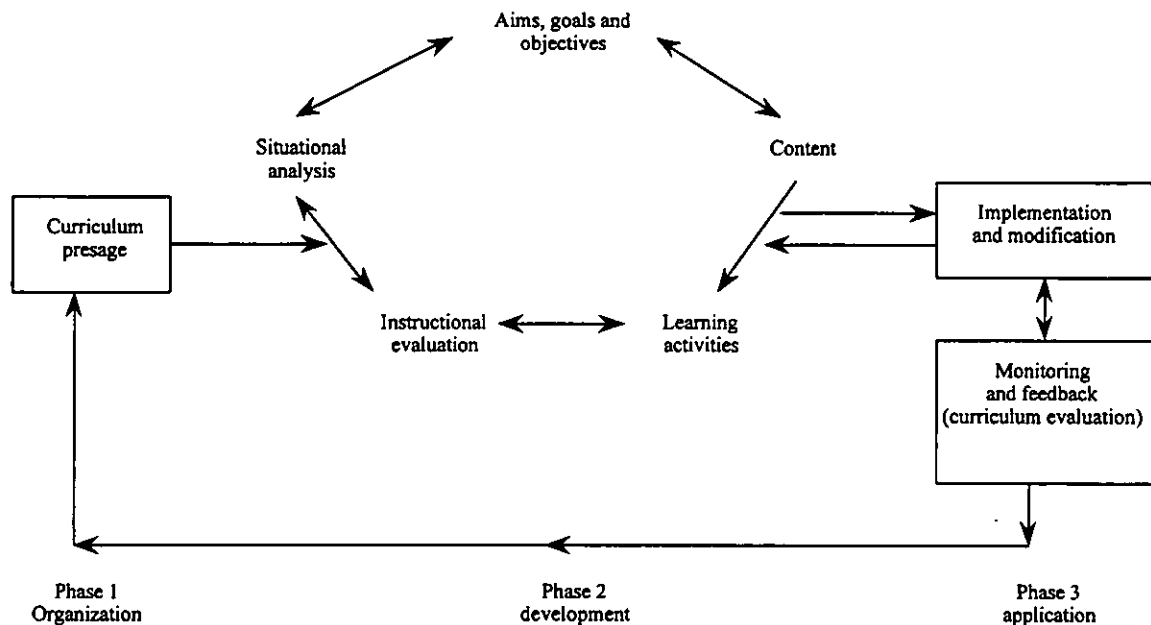 Aims, goals and
objectives
Situational
analysis
Content
Curriculum
presage
Implementation
and modification
Instructional
evaluation
Learning
activities
Monitoring
and feedback
(curriculum evaluation)
Phase 1
Organization
Phase 2
development
Phase 3
application